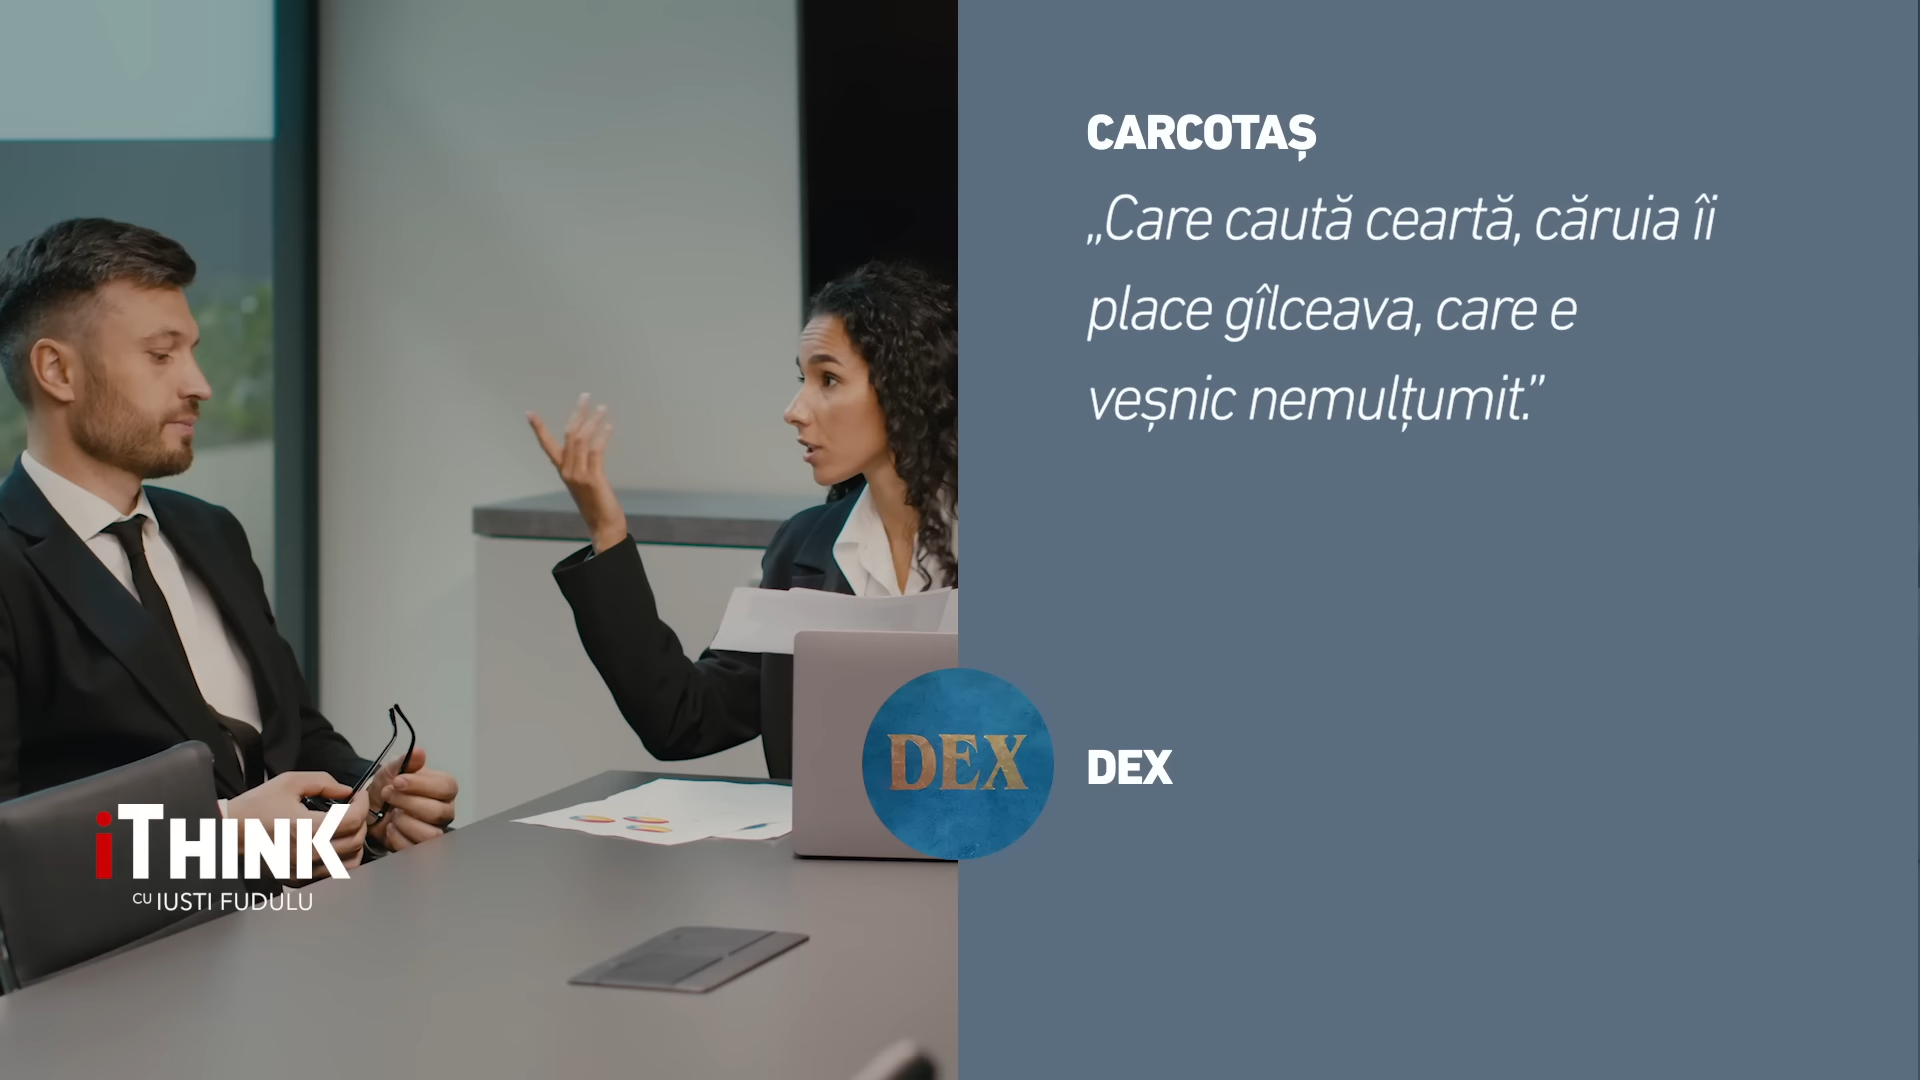 CARCOTAȘ
„Care caută ceartă, căruia îi
place gîlceava, care e
veșnic nemulțumit.”
DEX
DEX
iTHINK
CU IUSTI FUDULU